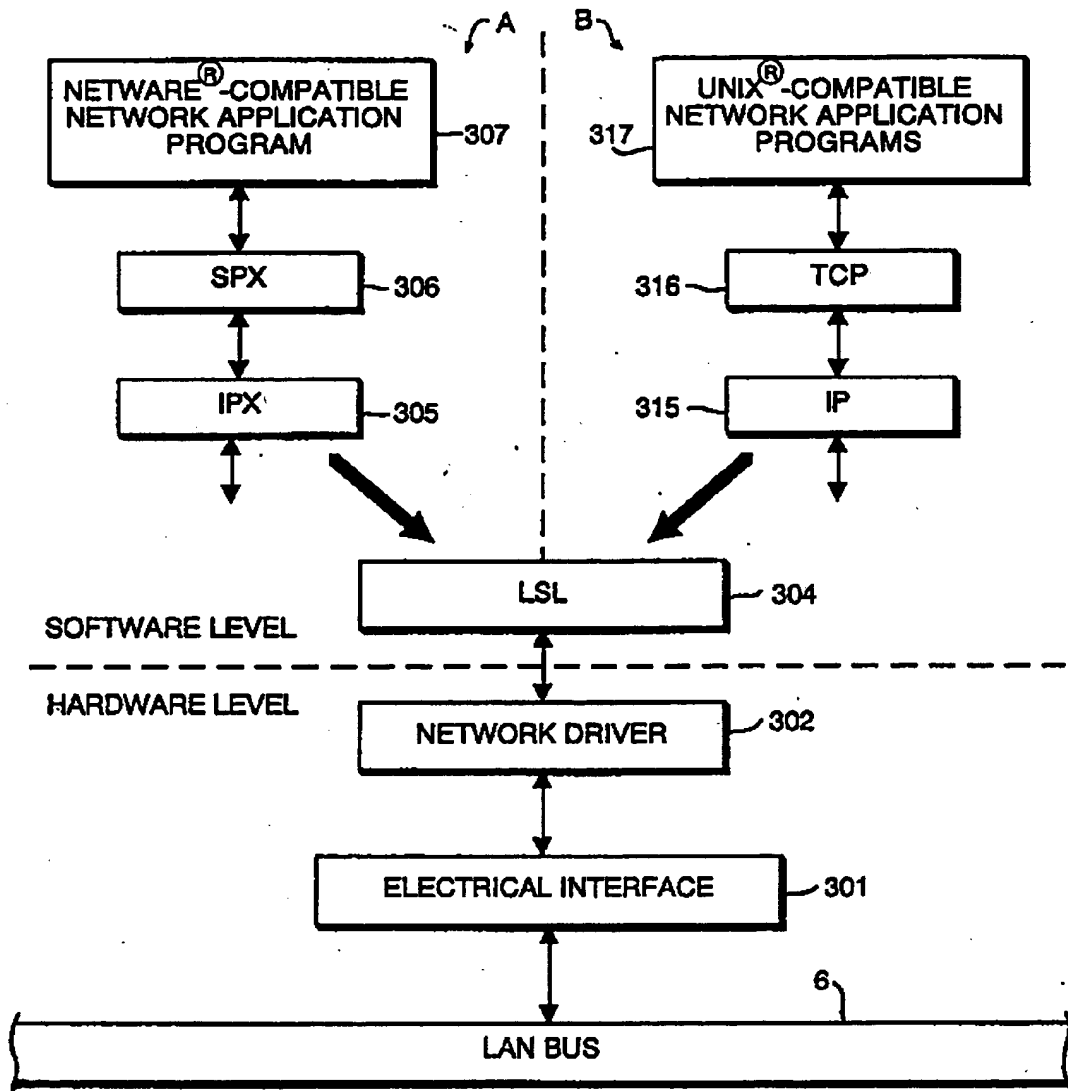 A
B
NETWARE®-COMPATIBLE
NETWORK APPLICATION
PROGRAM
307
UNIX®-COMPATIBLE
NETWORK APPLICATION
PROGRAMS
317
SPX
306
TCP
316
IPX
305
IP
315
LSL
304
SOFTWARE LEVEL
HARDWARE LEVEL
NETWORK DRIVER
302
ELECTRICAL INTERFACE
301
6
LAN BUS